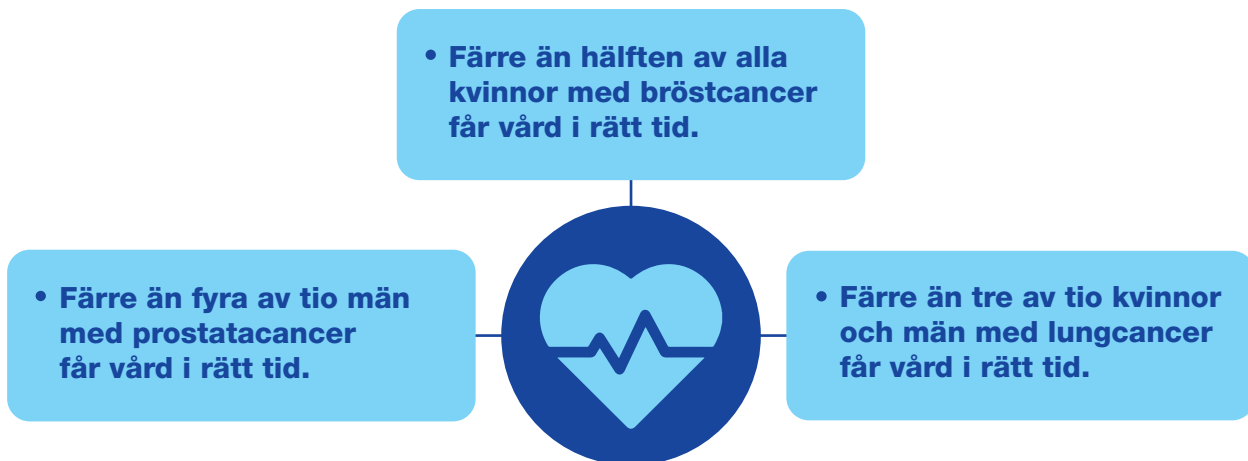 • Färre än hälften av alla
kvinnor med bröstcancer
får vård i rätt tid.
• Färre än fyra av tio män
med prostatacancer
får vård i rätt tid.
• Färre än tre av tio kvinnor
och män med lungcancer
får vård i rätt tid.